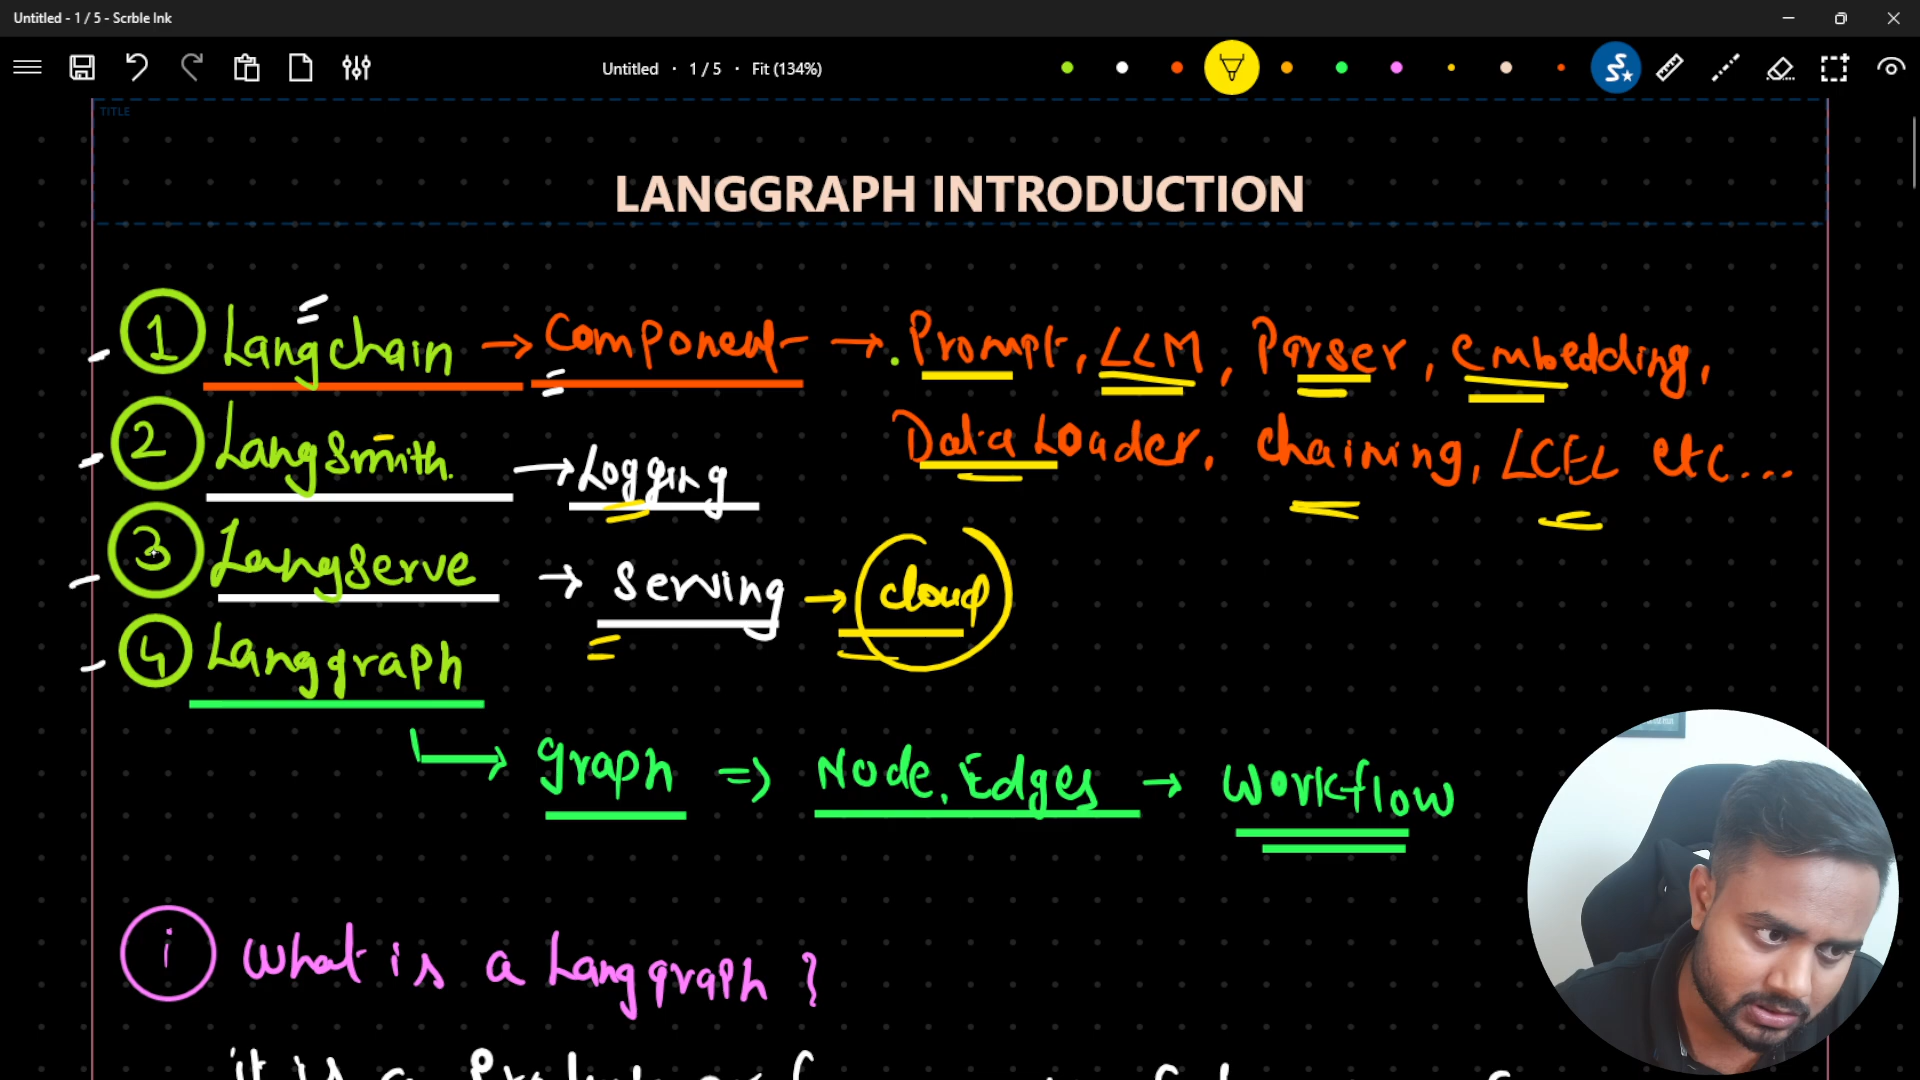 Untitled - 1 / 5 - Scrble Ink
Untitled · 1 / 5 · Fit (134%)
TITLE
LANGGRAPH INTRODUCTION
1 Langchain → Component → Prompt, LLM, Parser, embedding,
Data Loader, chaining, LCEL etc...
2 LangSmith. → Logging
3 LangServe → Serving → cloud
4 Langgraph
→ graph => Node, Edges → Workflow
i What is a Langgraph ?
it is a